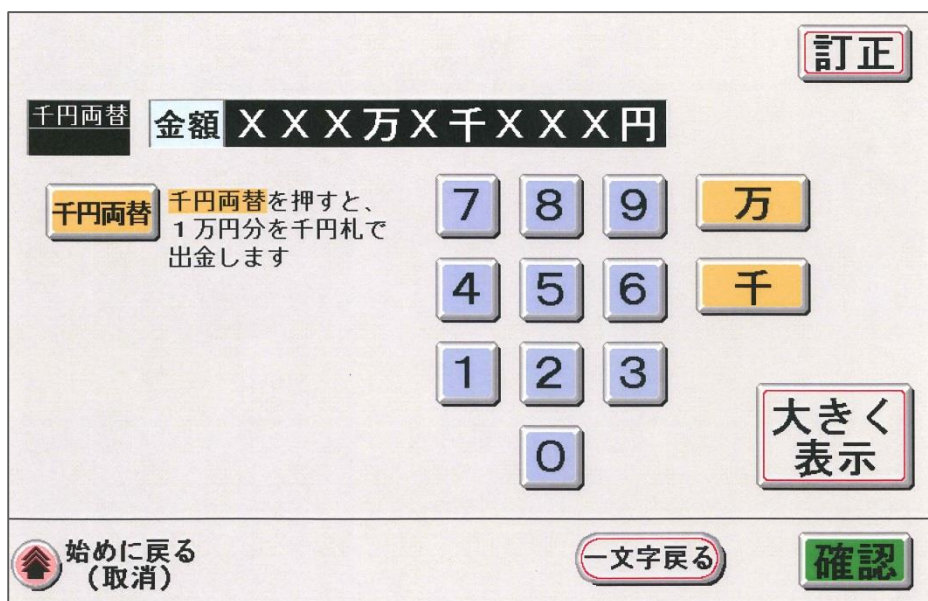 訂正
千円両替
金額 XXX万X千XXX円
千円両替
千円両替を押すと、
1万円分を千円札で
出金します
7 8 9 万
4 5 6 千
1 2 3
0
大きく
表示
始めに戻る
(取消)
一文字戻る
確認